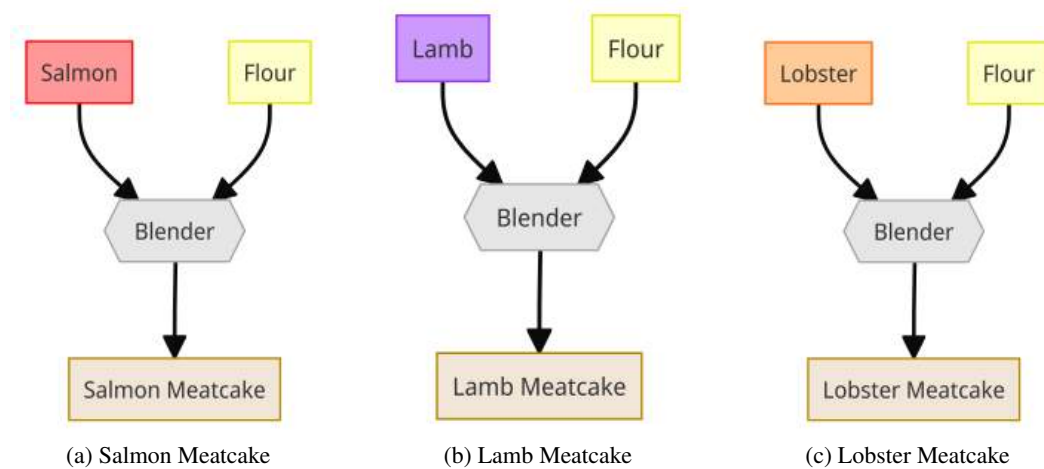 Salmon
Flour
Blender
Salmon Meatcake
(a) Salmon Meatcake
Lamb
Flour
Blender
Lamb Meatcake
(b) Lamb Meatcake
Lobster
Flour
Blender
Lobster Meatcake
(c) Lobster Meatcake